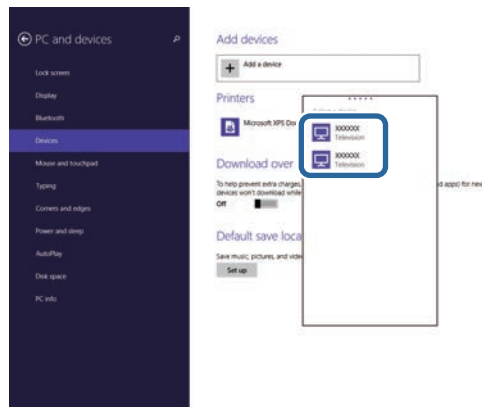 PC and devices
Lock screen
Display
Bluetooth
Devices
Mouse and touchpad
Typing
Corners and edges
Power and sleep
AutoPlay
Disk space
PC info
Add devices
Add a device
Printers
Microsoft XPS Do
XXXXXX
Television
XXXXXX
Television
Download over
To help prevent extra charges,
d apps) for new
devices won't download while
Off
Default save loca
Save music, pictures, and vide
Set up